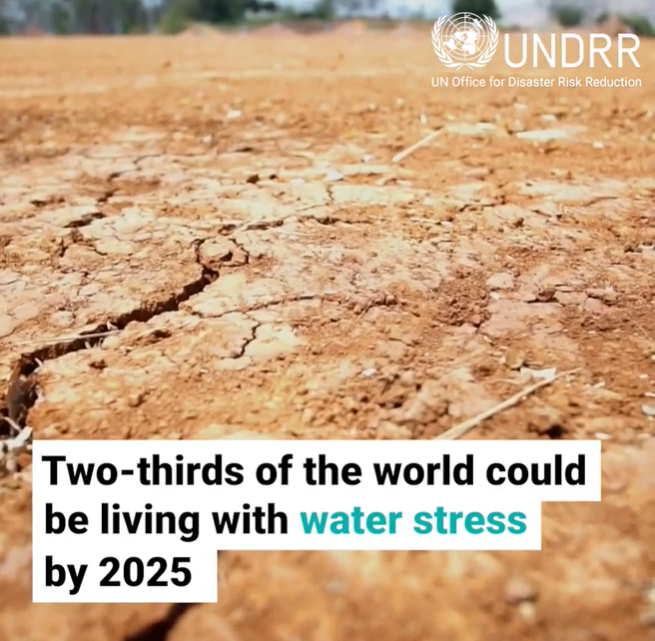 UNDRR
UN Office for Disaster Risk Reduction
Two-thirds of the world could
be living with water stress
by 2025